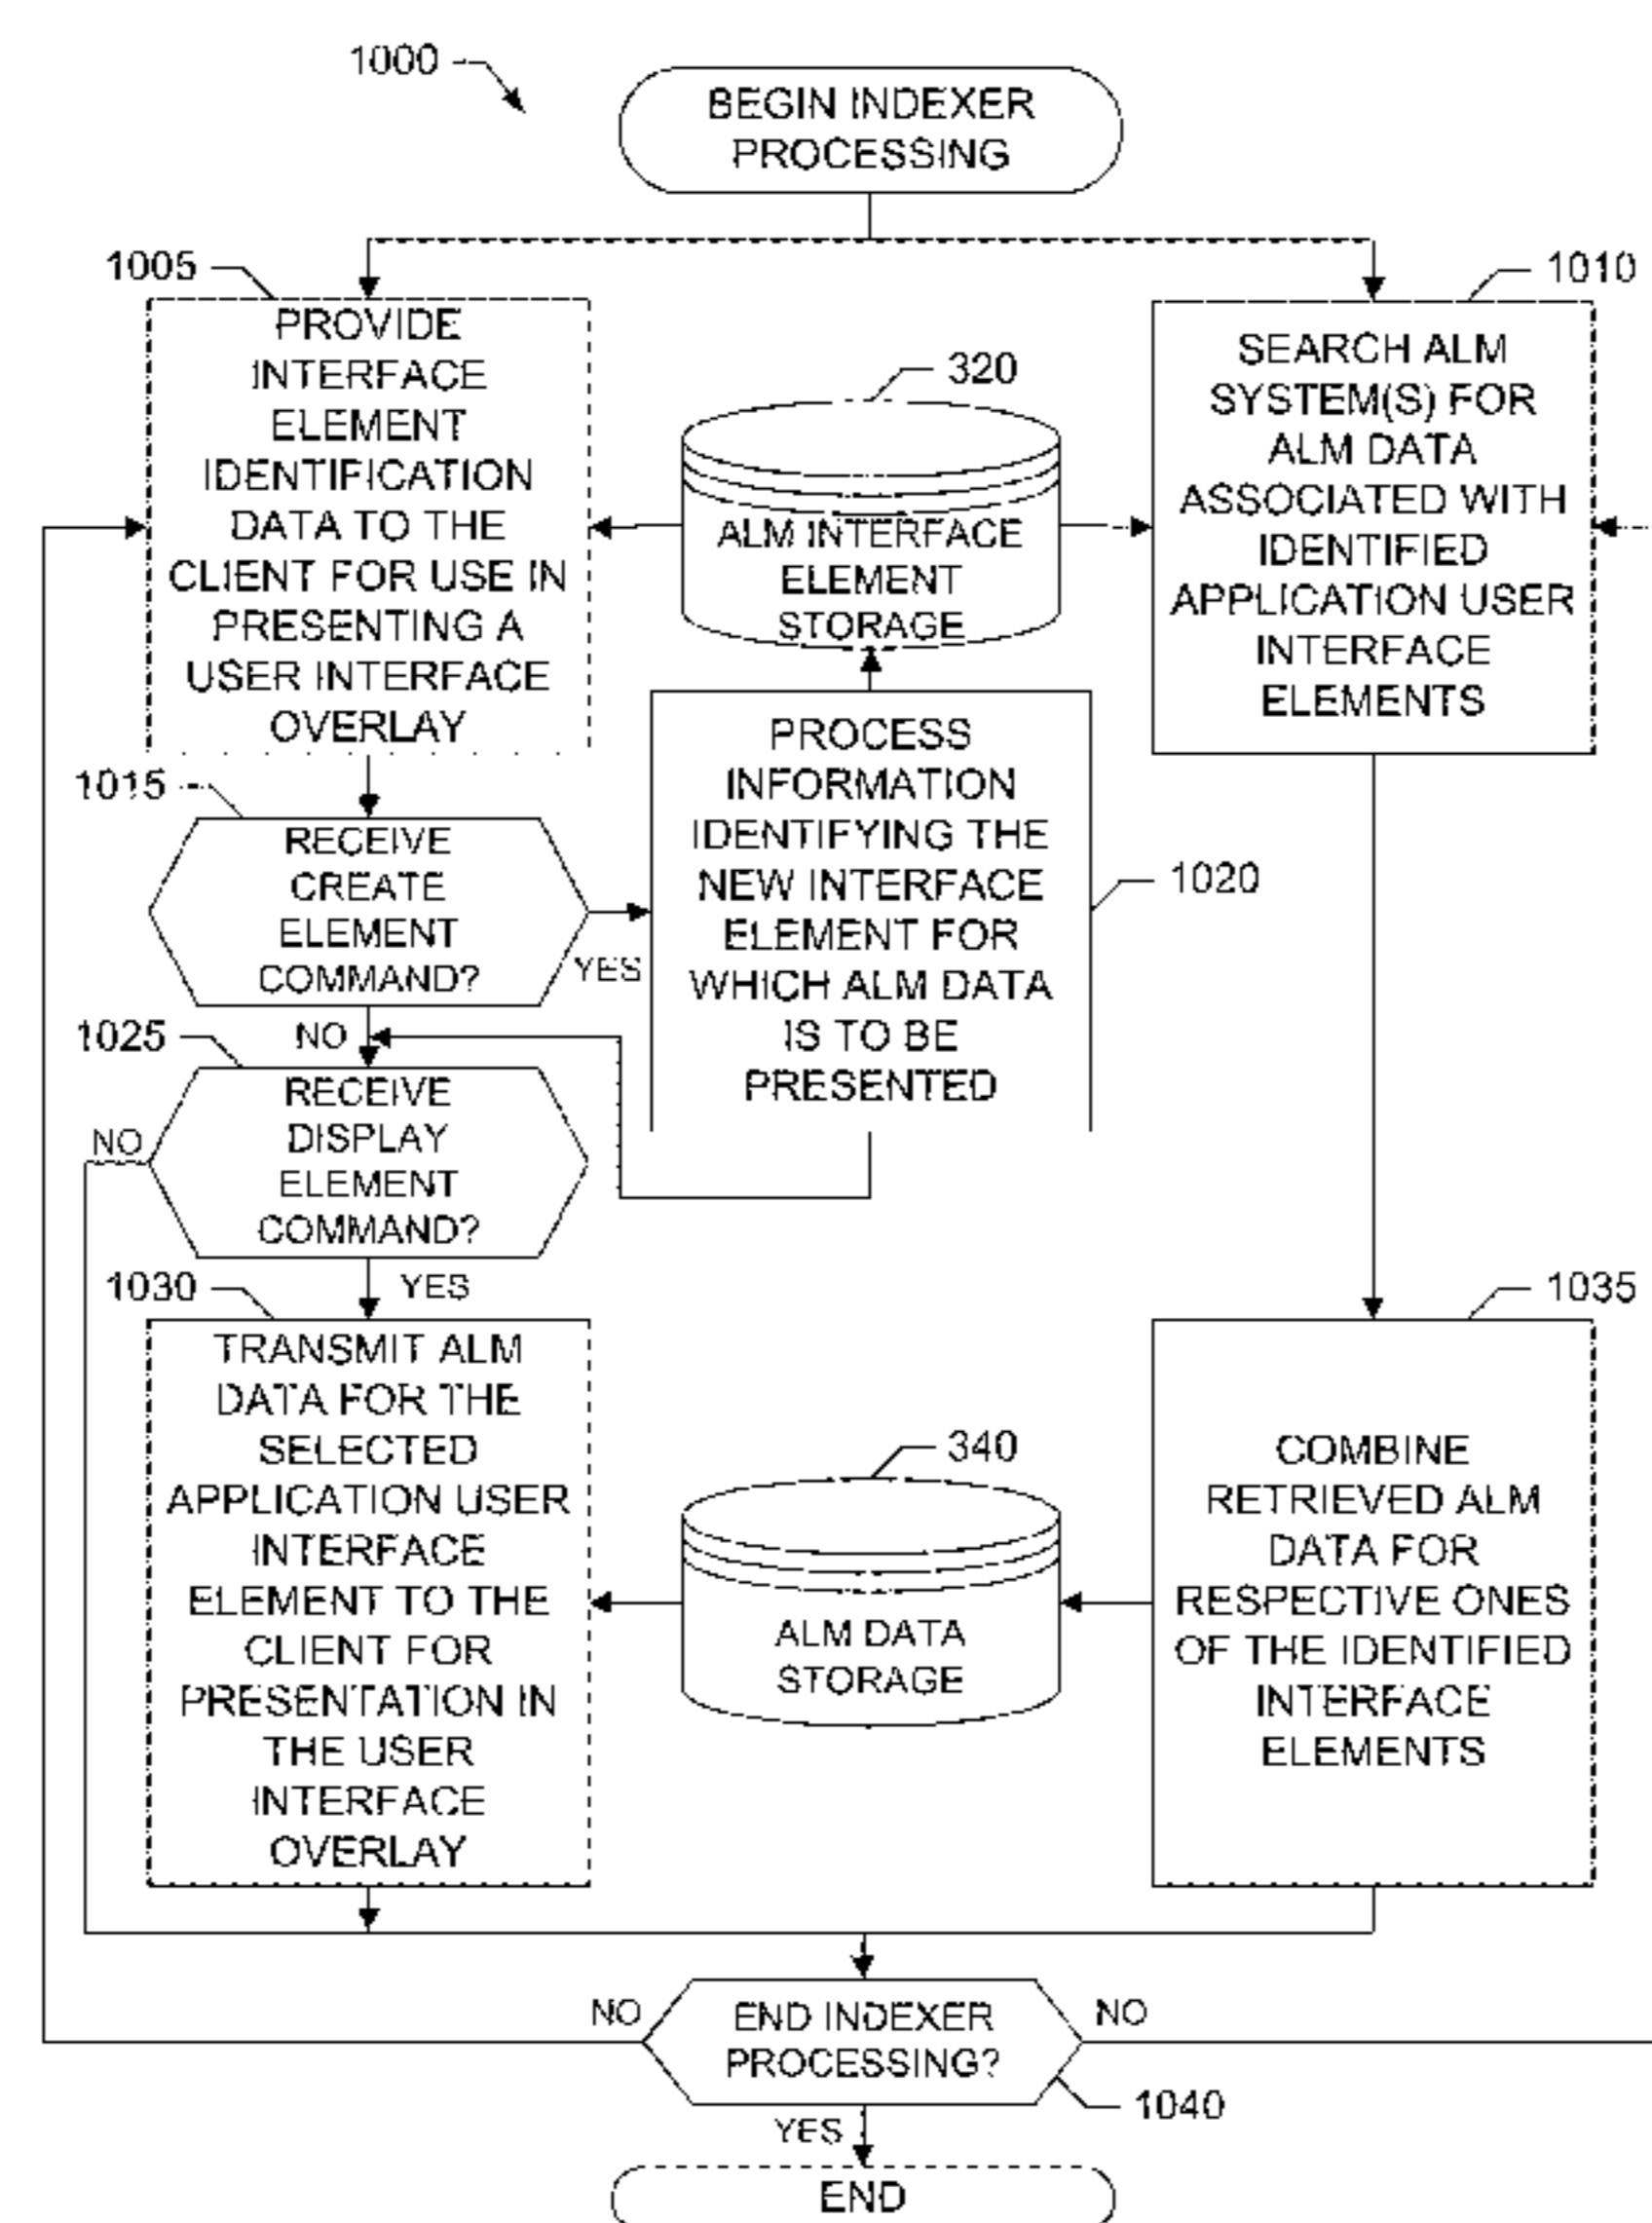 1000
BEGIN INDEXER
PROCESSING
1005
PROVIDE
INTERFACE
ELEMENT
IDENTIFICATION
DATA TO THE
CLIENT FOR USE IN
PRESENTING A
USER INTERFACE
OVERLAY
320
ALM INTERFACE
ELEMENT
STORAGE
1010
SEARCH ALM
SYSTEM(S) FOR
ALM DATA
ASSOCIATED WITH
IDENTIFIED
APPLICATION USER
INTERFACE
ELEMENTS
1015
RECEIVE
CREATE
ELEMENT
COMMAND?
YES
NO
PROCESS
INFORMATION
IDENTIFYING THE
NEW INTERFACE
ELEMENT FOR
WHICH ALM DATA
IS TO BE
PRESENTED
1020
1025
RECEIVE
DISPLAY
ELEMENT
COMMAND?
NO
YES
1030
TRANSMIT ALM
DATA FOR THE
SELECTED
APPLICATION USER
INTERFACE
ELEMENT TO THE
CLIENT FOR
PRESENTATION IN
THE USER
INTERFACE
OVERLAY
340
ALM DATA
STORAGE
1035
COMBINE
RETRIEVED ALM
DATA FOR
RESPECTIVE ONES
OF THE IDENTIFIED
INTERFACE
ELEMENTS
NO
END INDEXER
PROCESSING?
NO
1040
YES
END